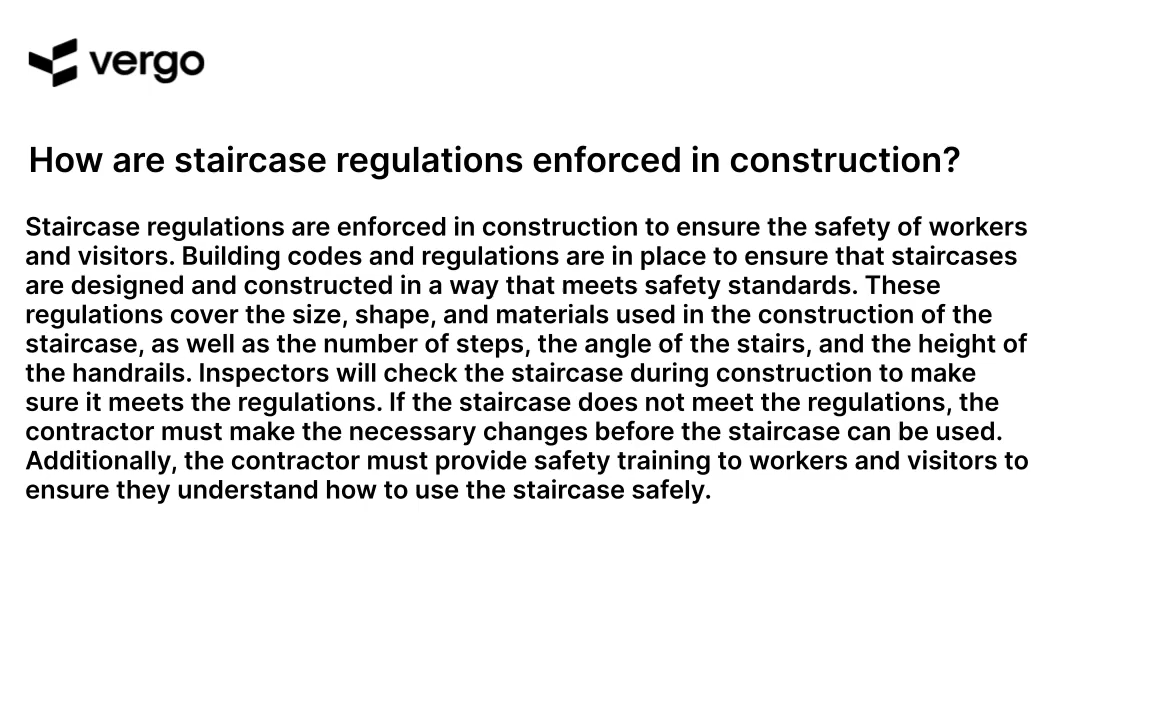 vergo
How are staircase regulations enforced in construction?
Staircase regulations are enforced in construction to ensure the safety of workers
and visitors. Building codes and regulations are in place to ensure that staircases
are designed and constructed in a way that meets safety standards. These
regulations cover the size, shape, and materials used in the construction of the
staircase, as well as the number of steps, the angle of the stairs, and the height of
the handrails. Inspectors will check the staircase during construction to make
sure it meets the regulations. If the staircase does not meet the regulations, the
contractor must make the necessary changes before the staircase can be used.
Additionally, the contractor must provide safety training to workers and visitors to
ensure they understand how to use the staircase safely.